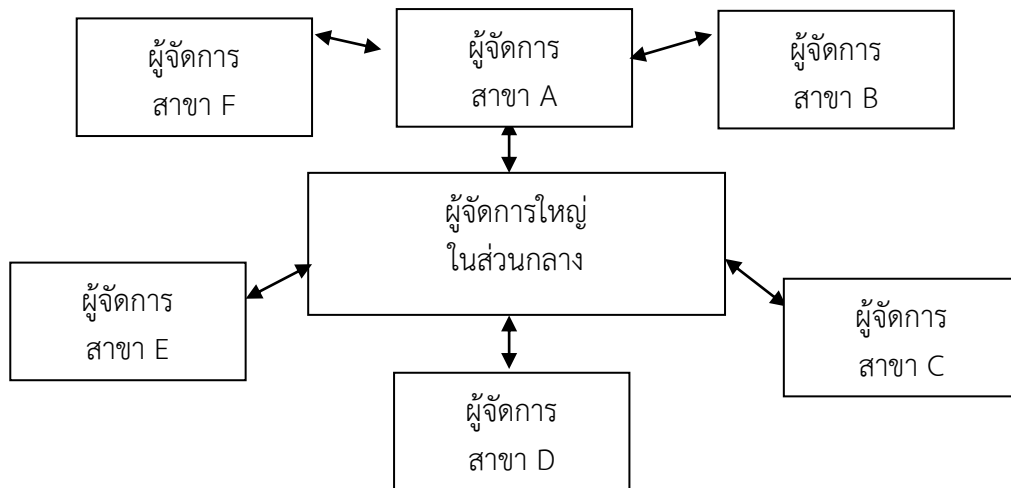 ผู้จัดการ
สาขา F
ผู้จัดการ
สาขา A
ผู้จัดการ
สาขา B
ผู้จัดการใหญ่
ในส่วนกลาง
ผู้จัดการ
สาขา E
ผู้จัดการ
สาขา C
ผู้จัดการ
สาขา D